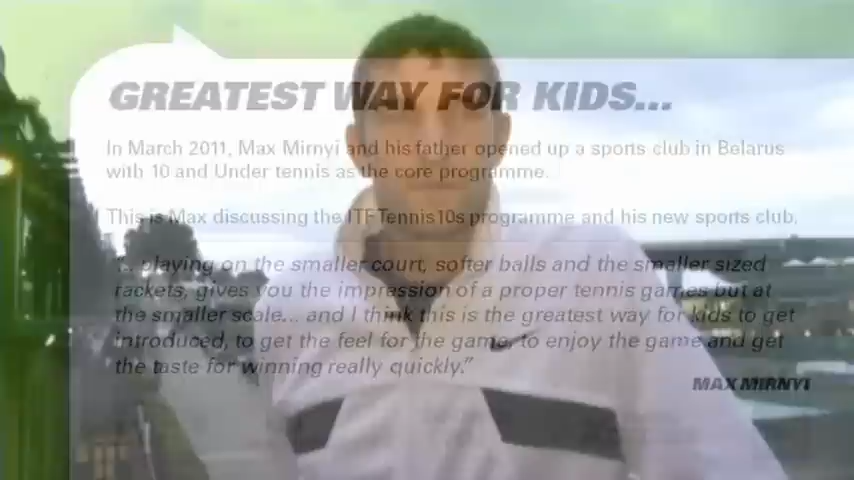 GREATEST WAY FOR KIDS...
In March 2011, Max Mirnyi and his father opened up a sports club in Belarus
with 10 and Under tennis as the core programme.
This is Max discussing the ITF Tennis10s programme and his new sports club.
“.. playing on the smaller court, softer balls and the smaller sized
rackets, gives you the impression of a proper tennis games but at
the smaller scale... and I think this is the greatest way for kids to get
introduced, to get the feel for the game, to enjoy the game and get
the taste for winning really quickly.”
MAX MIRNYI